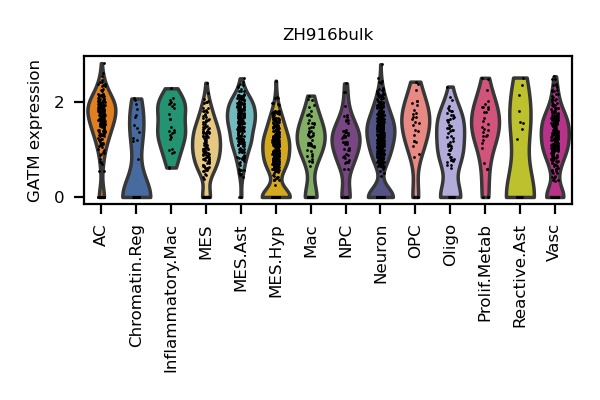 ZH916bulk
GATM expression
2
0
AC
Chromatin.Reg
Inflammatory.Mac
MES
MES.Ast
MES.Hyp
Mac
NPC
Neuron
OPC
Oligo
Prolif.Metab
Reactive.Ast
Vasc